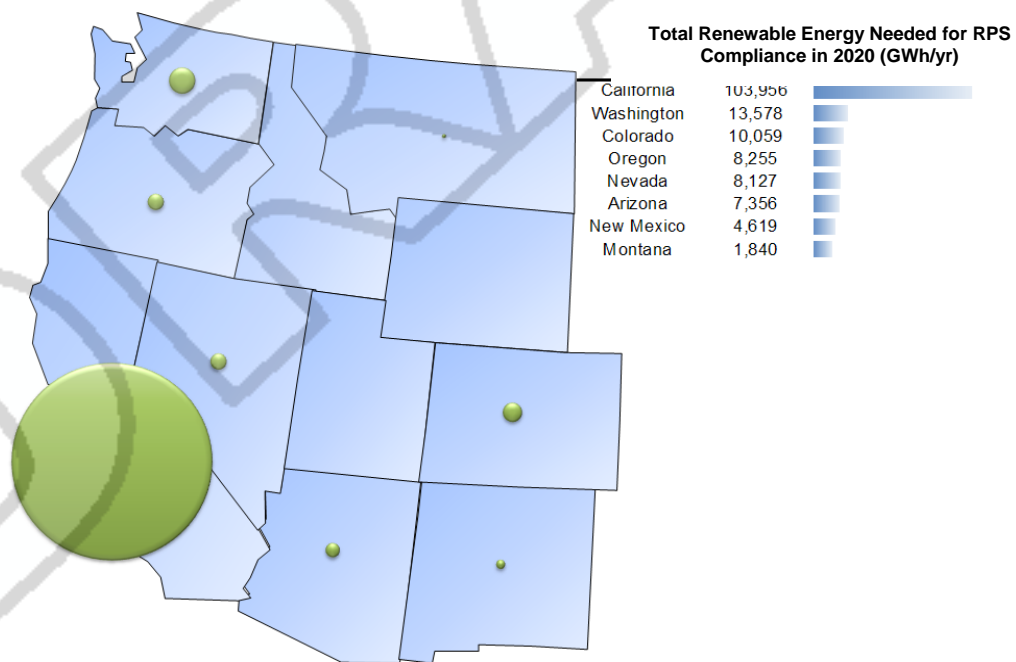 Total Renewable Energy Needed for RPS
Compliance in 2020 (GWh/yr)
California 103,956
Washington 13,578
Colorado 10,059
Oregon 8,255
Nevada 8,127
Arizona 7,356
New Mexico 4,619
Montana 1,840